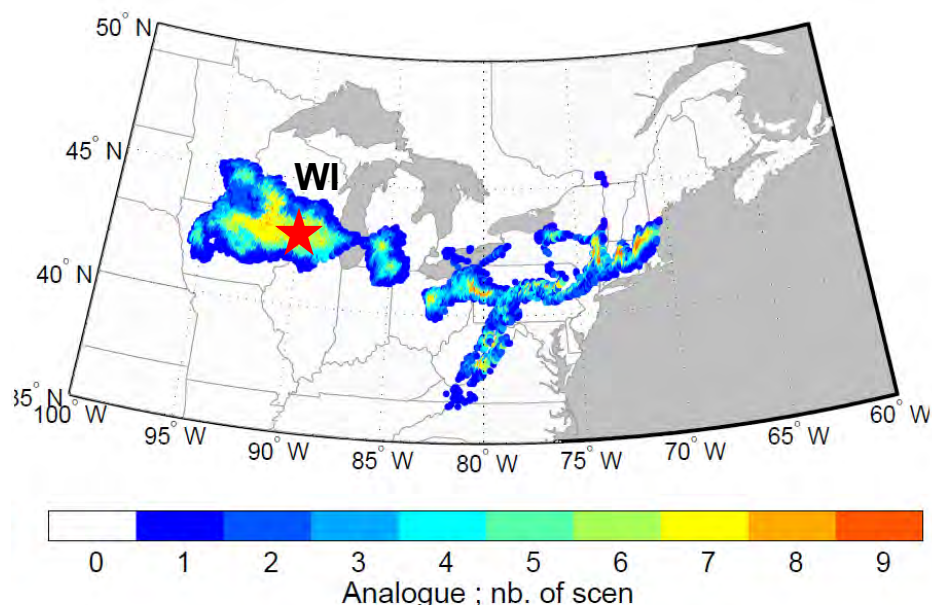 50° N
45° N
WI
40° N
35° N
100° W
60° W
95° W
65° W
90° W
70° W
85° W
80° W
75° W
0 1 2 3 4 5 6 7 8 9
Analogue ; nb. of scen